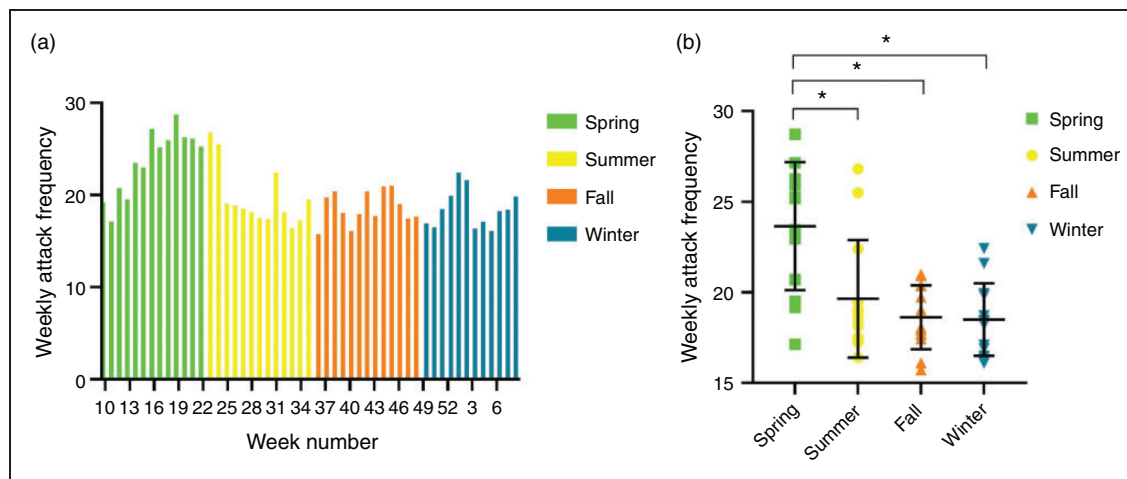 (a)
30
20
10
0
Weekly attack frequency
10 13 16 19 22 25 28 31 34 37 40 43 46 49 52 3 6
Week number
Spring
Summer
Fall
Winter
(b)
*
*
*
30
25
20
15
Weekly attack frequency
Spring
Summer
Fall
Winter
Spring
Summer
Fall
Winter